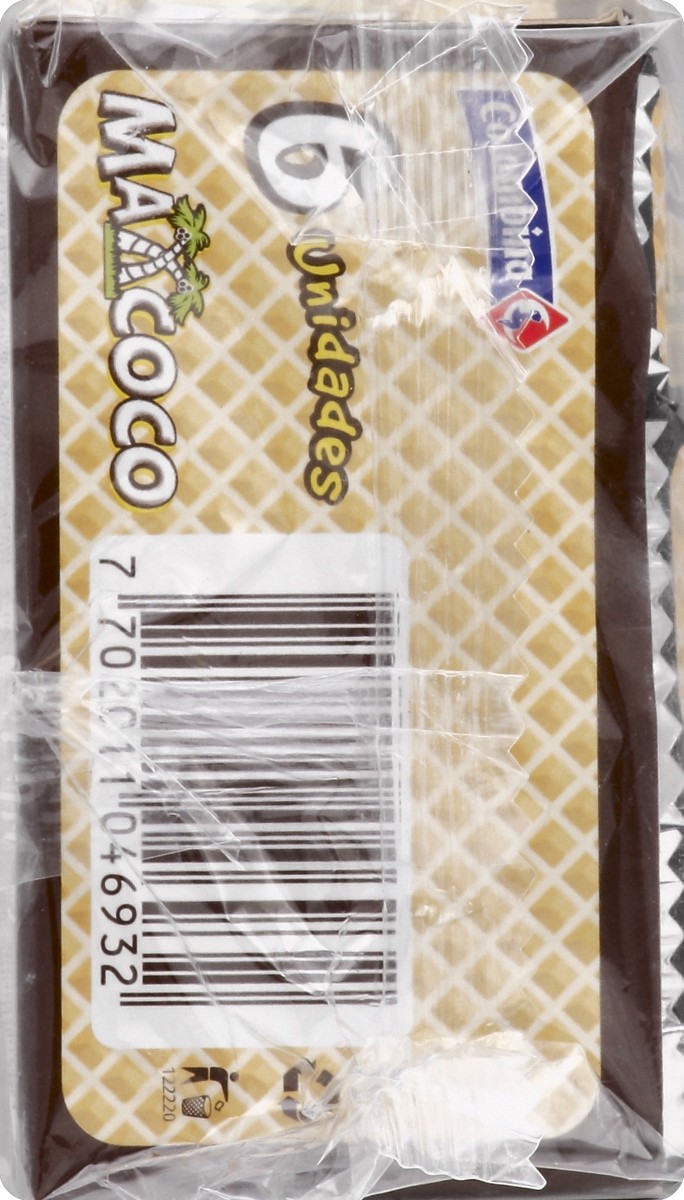 Colombina
6 Unidades
MAXCOCO
7 702011 046932
122220